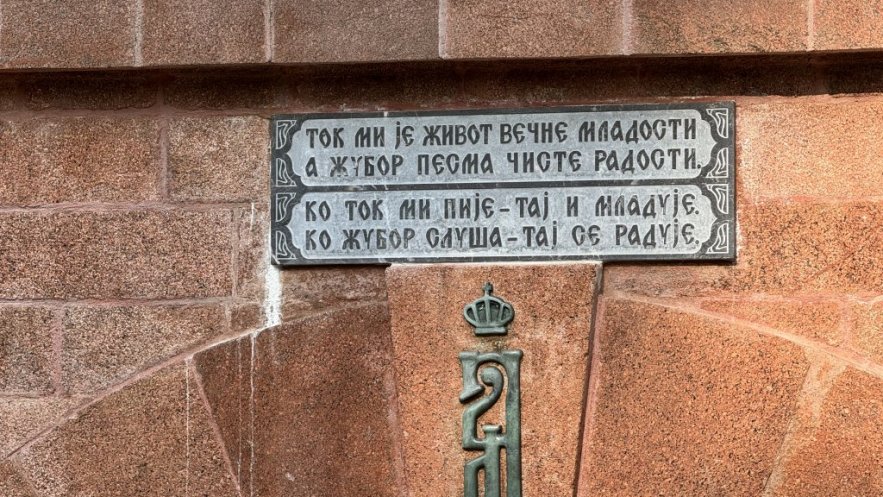 ТОК МИ ЈЕ ЖИВОТ ВЕЧНЕ МЛАДОСТИ
А ЖУБОР ПЕСМА ЧИСТЕ РАДОСТИ.
КО ТОК МИ ПИЈЕ – ТАЈ И МЛАДУЈЕ.
КО ЖУБОР СЛУША – ТАЈ СЕ РАДУЈЕ.